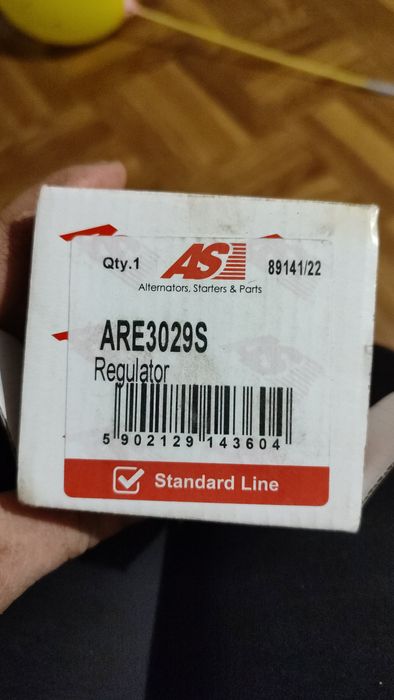 Qty.1
AS
89141/22
Alternators, Starters & Parts
ARE3029S
Regulator
5 902129 143604
Standard Line